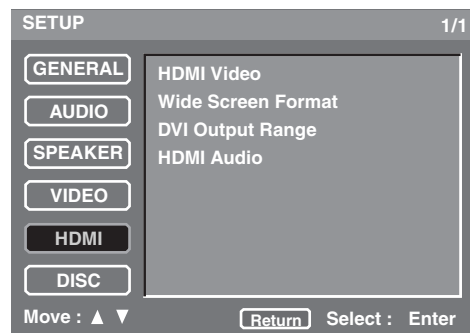 SETUP 1/1
GENERAL
AUDIO
SPEAKER
VIDEO
HDMI
DISC
HDMI Video
Wide Screen Format
DVI Output Range
HDMI Audio
Move : ▲ ▼ Return Select : Enter